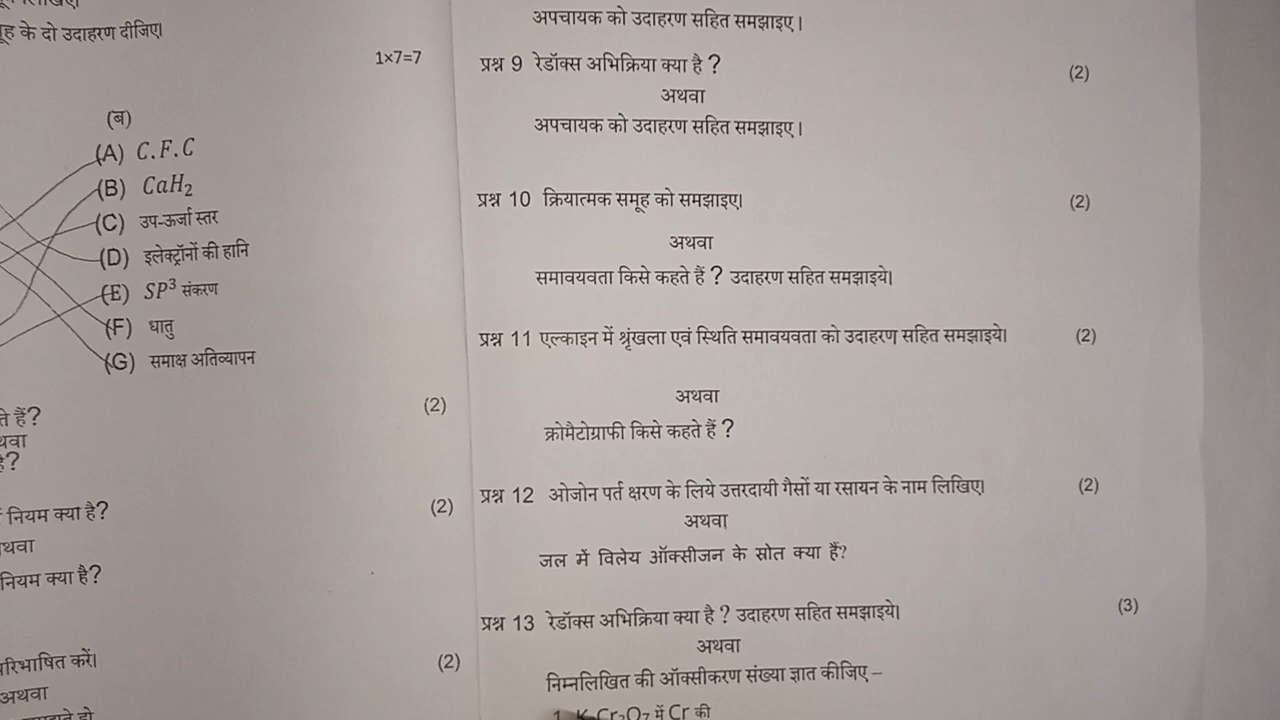 के दो उदाहरण दीजिए।
1×7=7
(ब)
(A) C.F.C
(B) CaH₂
(C) उप-ऊर्जा स्तर
(D) इलेक्ट्रॉनों की हानि
(E) SP³ संकरण
(F) धातु
(G) समाक्ष अतिव्यापन
हैं? (2)
नियम क्या है? (2)
नियम क्या है?
करें। (2)
अथवा
अपचायक को उदाहरण सहित समझाइए।
प्रश्न 9 रेडॉक्स अभिक्रिया क्या है ? (2)
अथवा
अपचायक को उदाहरण सहित समझाइए।
प्रश्न 10 क्रियात्मक समूह को समझाइए। (2)
अथवा
समावयवता किसे कहते हैं ? उदाहरण सहित समझाइये।
प्रश्न 11 एल्काइन में श्रृंखला एवं स्थिति समावयवता को उदाहरण सहित समझाइये। (2)
अथवा
क्रोमैटोग्राफी किसे कहते हैं ?
प्रश्न 12 ओजोन पर्त क्षरण के लिये उत्तरदायी गैसों या रसायन के नाम लिखिए। (2)
अथवा
जल में विलेय ऑक्सीजन के स्रोत क्या हैं?
प्रश्न 13 रेडॉक्स अभिक्रिया क्या है ? उदाहरण सहित समझाइये। (3)
अथवा
निम्नलिखित की ऑक्सीकरण संख्या ज्ञात कीजिए –
में Cr की